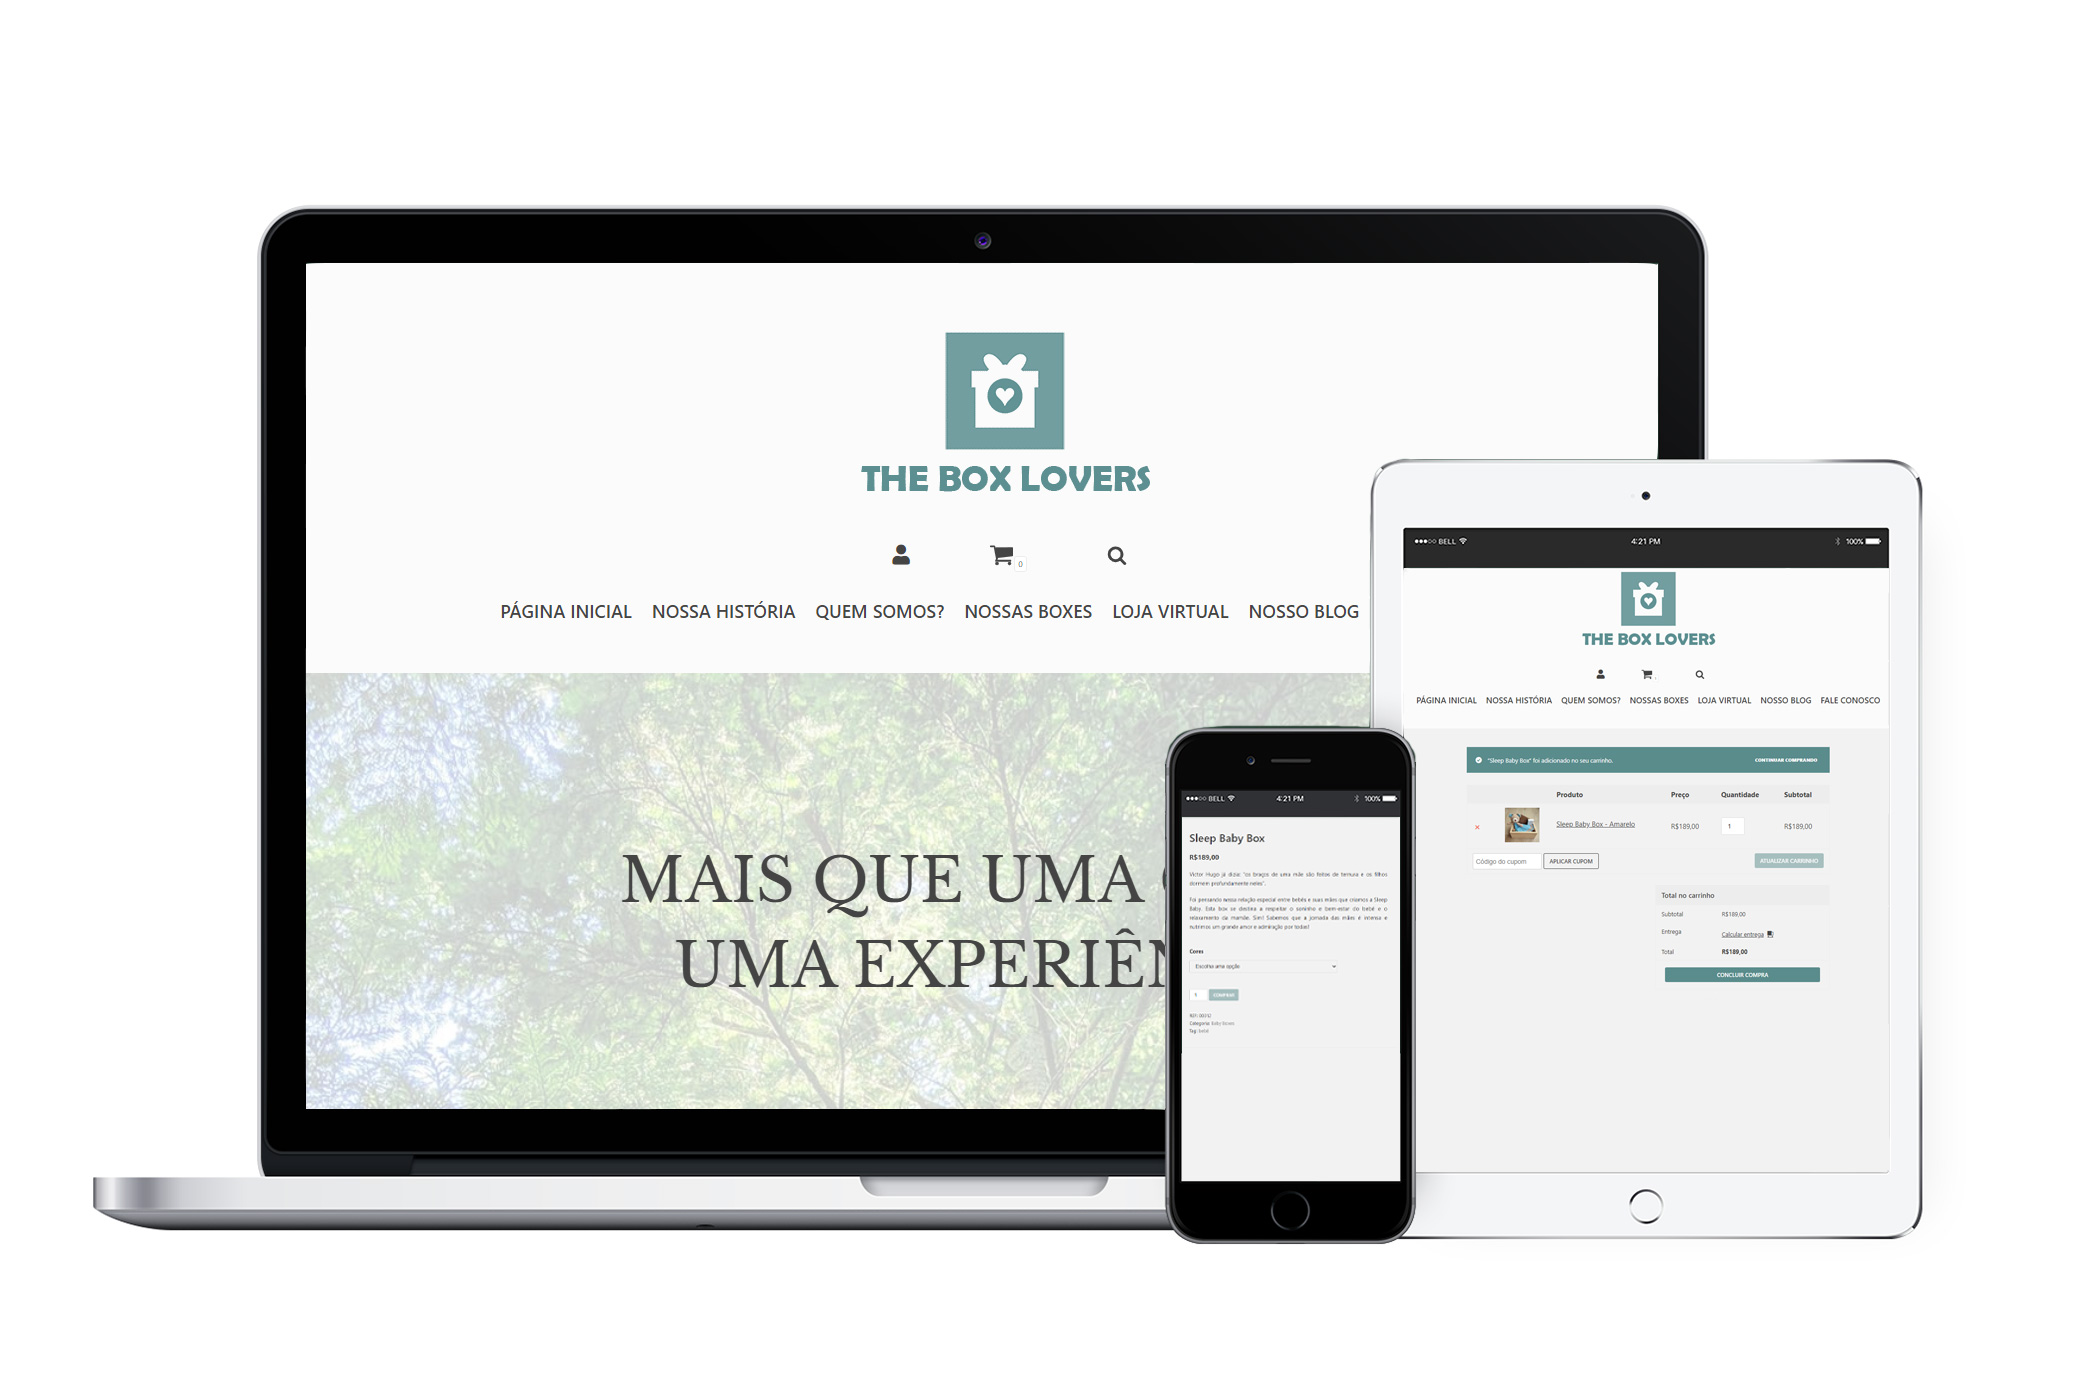 THE BOX LOVERS
0
PÁGINA INICIAL NOSSA HISTÓRIA QUEM SOMOS? NOSSAS BOXES LOJA VIRTUAL NOSSO BLOG
MAIS QUE UMA
UMA EXPERIÊN
BELL 4:21 PM 100%
Sleep Baby Box
R$189,00
Victor Hugo já dizia: "os braços de uma mãe são feitos de ternura e os filhos
dormem profundamente neles".
Foi pensando nessa relação especial entre bebês e suas mães que criamos a Sleep
Baby. Esta box se destina a respeitar o soninho e bem-estar do bebê e o
relaxamento da mamãe. Sim! Sabemos que a jornada das mães é intensa e
nutrimos um grande amor e admiração por todas!
Cores
Escolha uma opção
1 COMPRAR
Categoria: Baby Boxes
Tag: bebê
BELL 4:21 PM 100%
THE BOX LOVERS
PÁGINA INICIAL NOSSA HISTÓRIA QUEM SOMOS? NOSSAS BOXES LOJA VIRTUAL NOSSO BLOG FALE CONOSCO
"Sleep Baby Box" foi adicionado no seu carrinho. CONTINUAR COMPRANDO
Produto Preço Quantidade Subtotal
× Sleep Baby Box - Amarelo R$189,00 1 R$189,00
Código do cupom APLICAR CUPOM ATUALIZAR CARRINHO
Total no carrinho
Subtotal R$189,00
Entrega Calcular entrega
Total R$189,00
CONCLUIR COMPRA